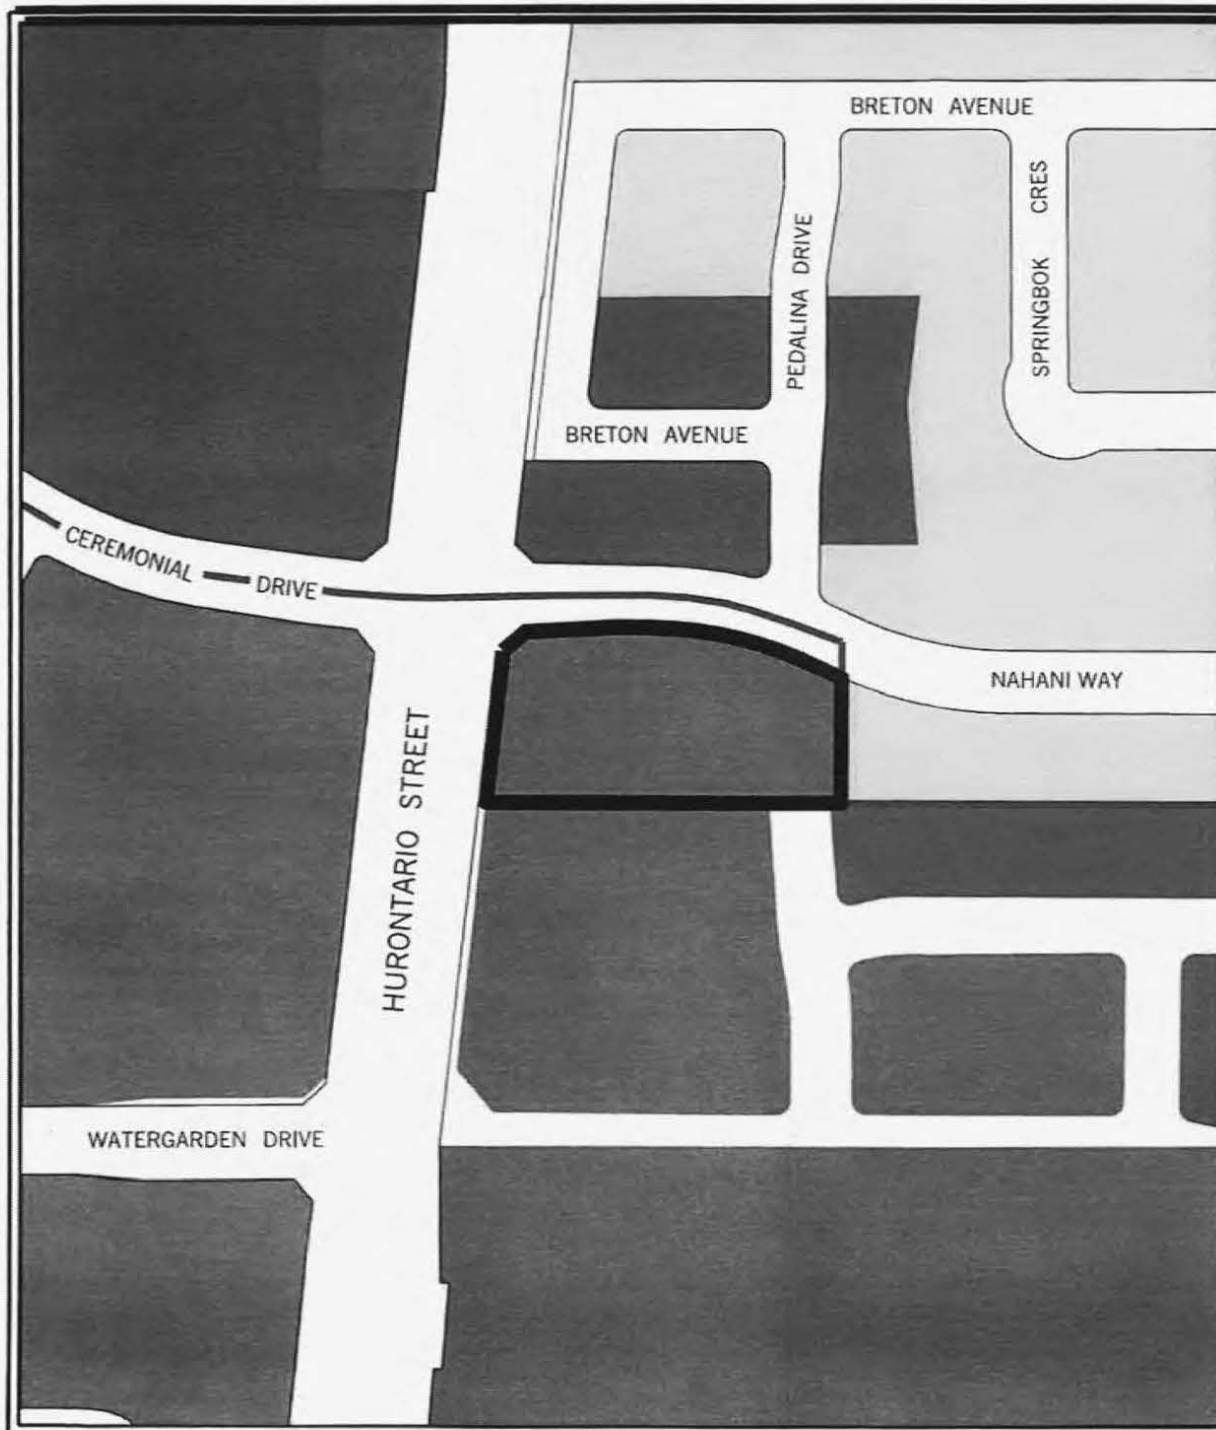 BRETON AVENUE
SPRINGBOK CRES
PEDALINA DRIVE
BRETON AVENUE
CEREMONIAL DRIVE
NAHANI WAY
HURONTARIO STREET
WATERGARDEN DRIVE